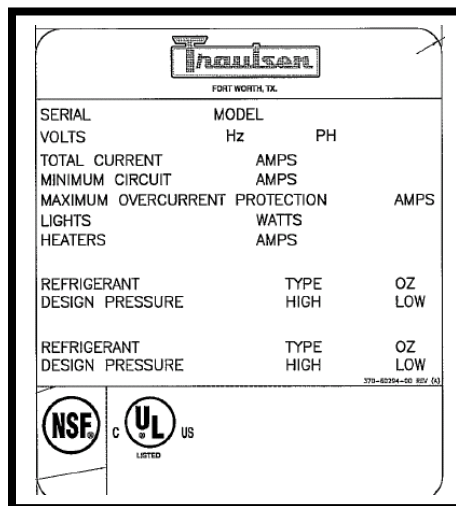 Traulsen
FORT WORTH, TX.
SERIAL MODEL
VOLTS Hz PH
TOTAL CURRENT AMPS
MINIMUM CIRCUIT AMPS
MAXIMUM OVERCURRENT PROTECTION AMPS
LIGHTS WATTS
HEATERS AMPS
REFRIGERANT TYPE OZ
DESIGN PRESSURE HIGH LOW
REFRIGERANT TYPE OZ
DESIGN PRESSURE HIGH LOW
370-60294-00 REV (A)
NSF® C UL® US
LISTED